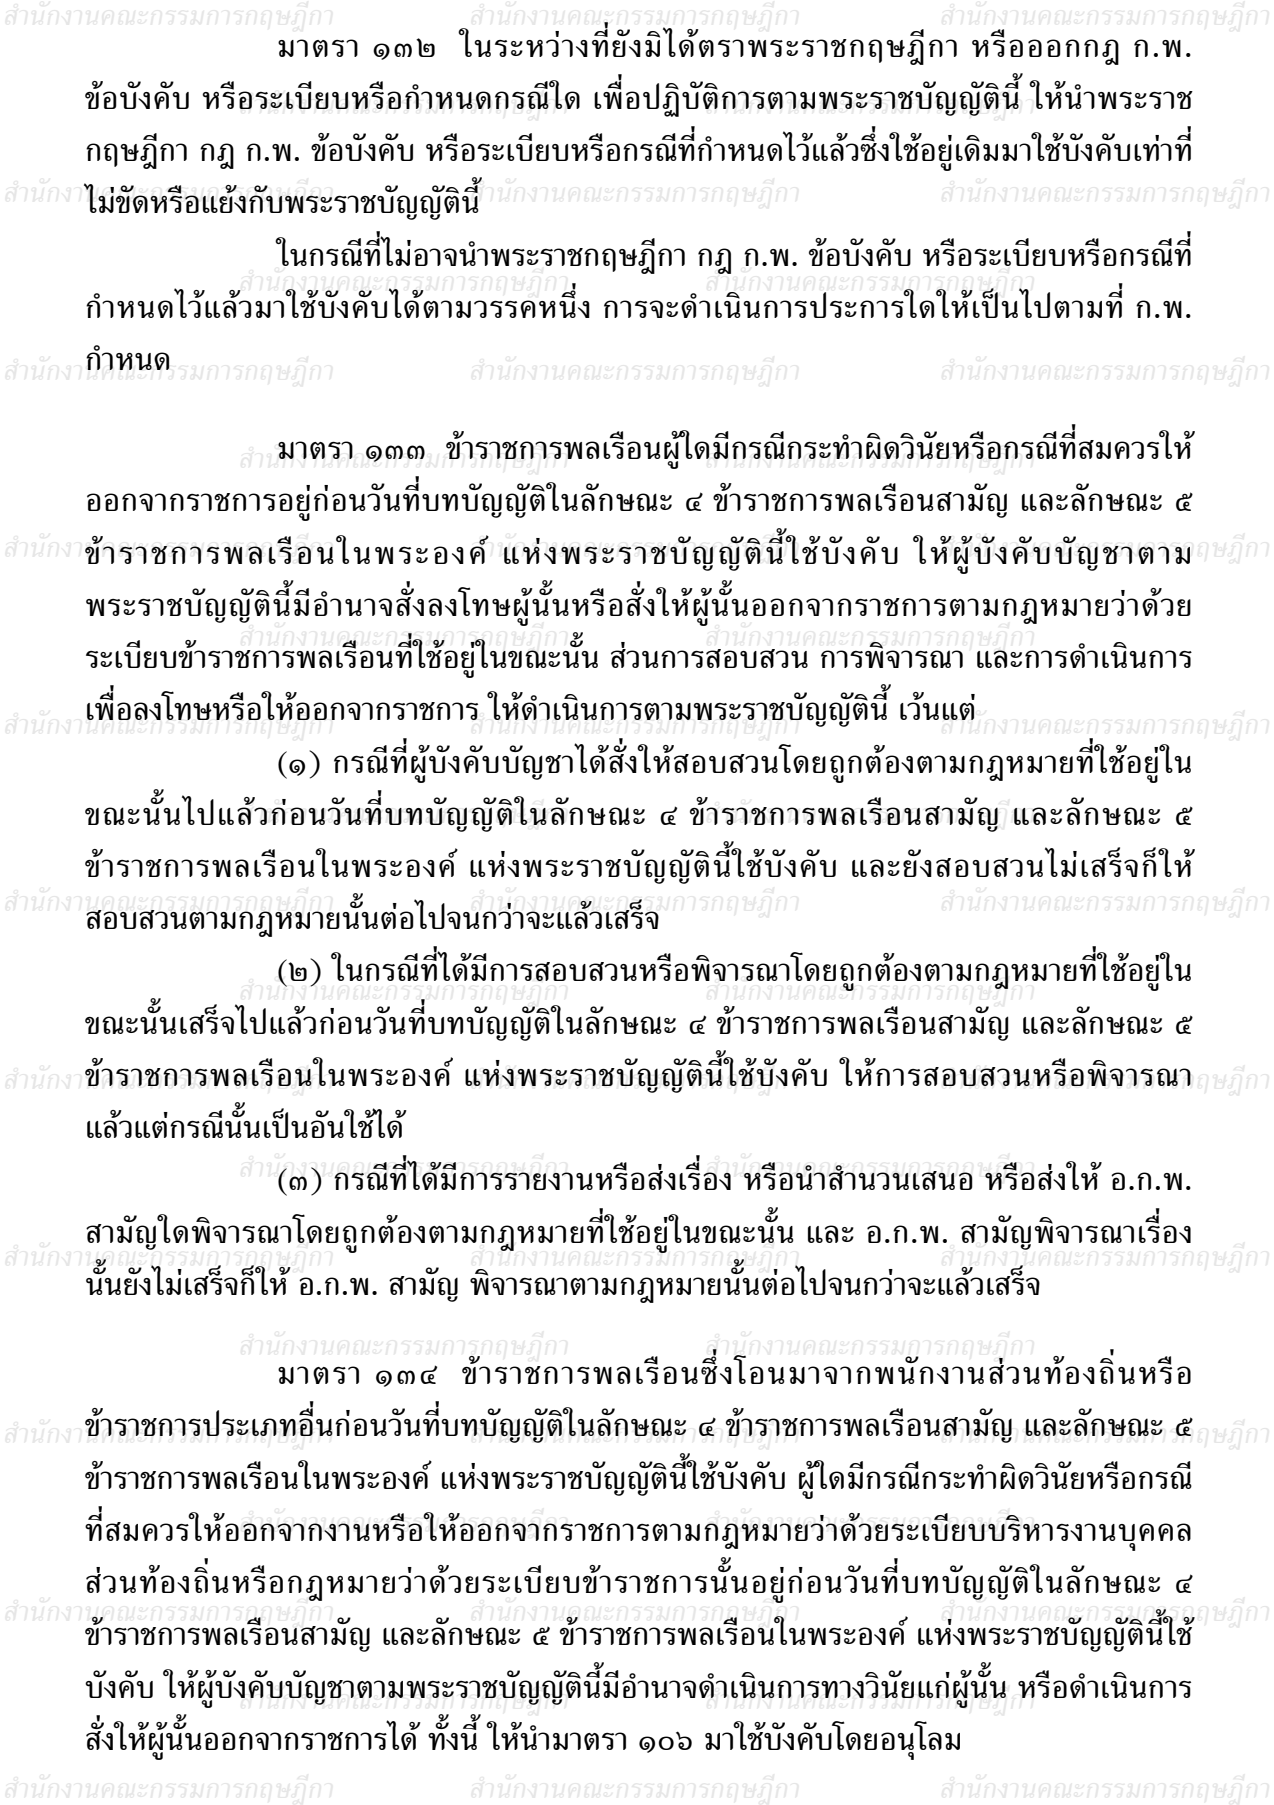 มาตรา ๑๓๒ ในระหว่างที่ยังมิได้ตราพระราชกฤษฎีกา หรือออกกฎ ก.พ.
ข้อบังคับ หรือระเบียบหรือกำหนดกรณีใด เพื่อปฏิบัติการตามพระราชบัญญัตินี้ ให้นำพระราช
กฤษฎีกา กฎ ก.พ. ข้อบังคับ หรือระเบียบหรือกรณีที่กำหนดไว้แล้วซึ่งใช้อยู่เดิมมาใช้บังคับเท่าที่
ไม่ขัดหรือแย้งกับพระราชบัญญัตินี้
ในกรณีที่ไม่อาจนำพระราชกฤษฎีกา กฎ ก.พ. ข้อบังคับ หรือระเบียบหรือกรณีที่
กำหนดไว้แล้วมาใช้บังคับได้ตามวรรคหนึ่ง การจะดำเนินการประการใดให้เป็นไปตามที่ ก.พ.
กำหนด
มาตรา ๑๓๓ ข้าราชการพลเรือนผู้ใดมีกรณีกระทำผิดวินัยหรือกรณีที่สมควรให้
ออกจากราชการอยู่ก่อนวันที่บทบัญญัติในลักษณะ ๔ ข้าราชการพลเรือนสามัญ และลักษณะ ๕
ข้าราชการพลเรือนในพระองค์ แห่งพระราชบัญญัตินี้ใช้บังคับ ให้ผู้บังคับบัญชาตาม
พระราชบัญญัตินี้มีอำนาจสั่งลงโทษผู้นั้นหรือสั่งให้ผู้นั้นออกจากราชการตามกฎหมายว่าด้วย
ระเบียบข้าราชการพลเรือนที่ใช้อยู่ในขณะนั้น ส่วนการสอบสวน การพิจารณา และการดำเนินการ
เพื่อลงโทษหรือให้ออกจากราชการ ให้ดำเนินการตามพระราชบัญญัตินี้ เว้นแต่
(๑) กรณีที่ผู้บังคับบัญชาได้สั่งให้สอบสวนโดยถูกต้องตามกฎหมายที่ใช้อยู่ใน
ขณะนั้นไปแล้วก่อนวันที่บทบัญญัติในลักษณะ ๔ ข้าราชการพลเรือนสามัญ และลักษณะ ๕
ข้าราชการพลเรือนในพระองค์ แห่งพระราชบัญญัตินี้ใช้บังคับ และยังสอบสวนไม่เสร็จก็ให้
สอบสวนตามกฎหมายนั้นต่อไปจนกว่าจะแล้วเสร็จ
(๒) ในกรณีที่ได้มีการสอบสวนหรือพิจารณาโดยถูกต้องตามกฎหมายที่ใช้อยู่ใน
ขณะนั้นเสร็จไปแล้วก่อนวันที่บทบัญญัติในลักษณะ ๔ ข้าราชการพลเรือนสามัญ และลักษณะ ๕
ข้าราชการพลเรือนในพระองค์ แห่งพระราชบัญญัตินี้ใช้บังคับ ให้การสอบสวนหรือพิจารณา
แล้วแต่กรณีนั้นเป็นอันใช้ได้
(๓) กรณีที่ได้มีการรายงานหรือส่งเรื่อง หรือนำสำนวนเสนอ หรือส่งให้ อ.ก.พ.
สามัญใดพิจารณาโดยถูกต้องตามกฎหมายที่ใช้อยู่ในขณะนั้น และ อ.ก.พ. สามัญพิจารณาเรื่อง
นั้นยังไม่เสร็จก็ให้ อ.ก.พ. สามัญ พิจารณาตามกฎหมายนั้นต่อไปจนกว่าจะแล้วเสร็จ
มาตรา ๑๓๔ ข้าราชการพลเรือนซึ่งโอนมาจากพนักงานส่วนท้องถิ่นหรือ
ข้าราชการประเภทอื่นก่อนวันที่บทบัญญัติในลักษณะ ๔ ข้าราชการพลเรือนสามัญ และลักษณะ ๕
ข้าราชการพลเรือนในพระองค์ แห่งพระราชบัญญัตินี้ใช้บังคับ ผู้ใดมีกรณีกระทำผิดวินัยหรือกรณี
ที่สมควรให้ออกจากงานหรือให้ออกจากราชการตามกฎหมายว่าด้วยระเบียบบริหารงานบุคคล
ส่วนท้องถิ่นหรือกฎหมายว่าด้วยระเบียบข้าราชการนั้นอยู่ก่อนวันที่บทบัญญัติในลักษณะ ๔
ข้าราชการพลเรือนสามัญ และลักษณะ ๕ ข้าราชการพลเรือนในพระองค์ แห่งพระราชบัญญัตินี้ใช้
บังคับ ให้ผู้บังคับบัญชาตามพระราชบัญญัตินี้มีอำนาจดำเนินการทางวินัยแก่ผู้นั้น หรือดำเนินการ
สั่งให้ผู้นั้นออกจากราชการได้ ทั้งนี้ ให้นำมาตรา ๑๐๖ มาใช้บังคับโดยอนุโลม